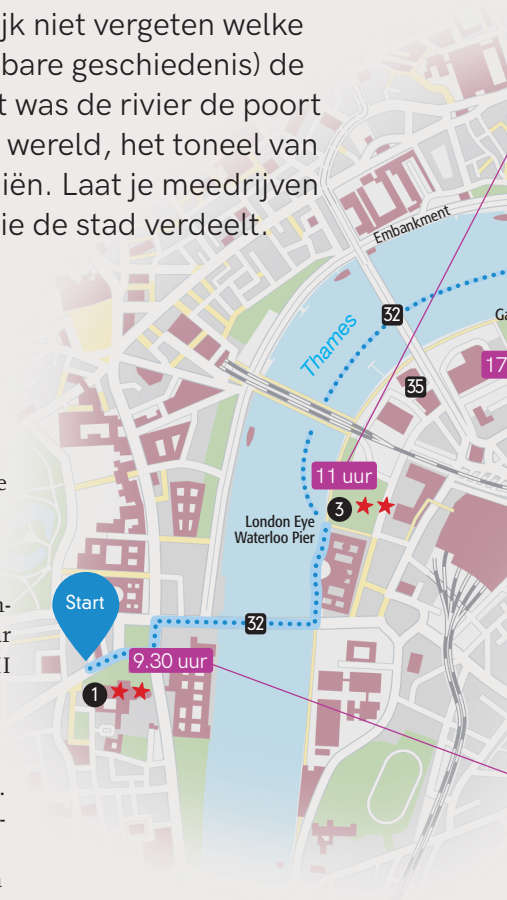 jk niet vergeten welke
bare geschiedenis) de
t was de rivier de poort
wereld, het toneel van
iën. Laat je meedrijven
ie de stad verdeelt.
Embankment
32
Ga
Thames
17
35
e
11 uur
3
London Eye
Waterloo Pier
n-
Start
r
32
II
9.30 uur
1
.
-